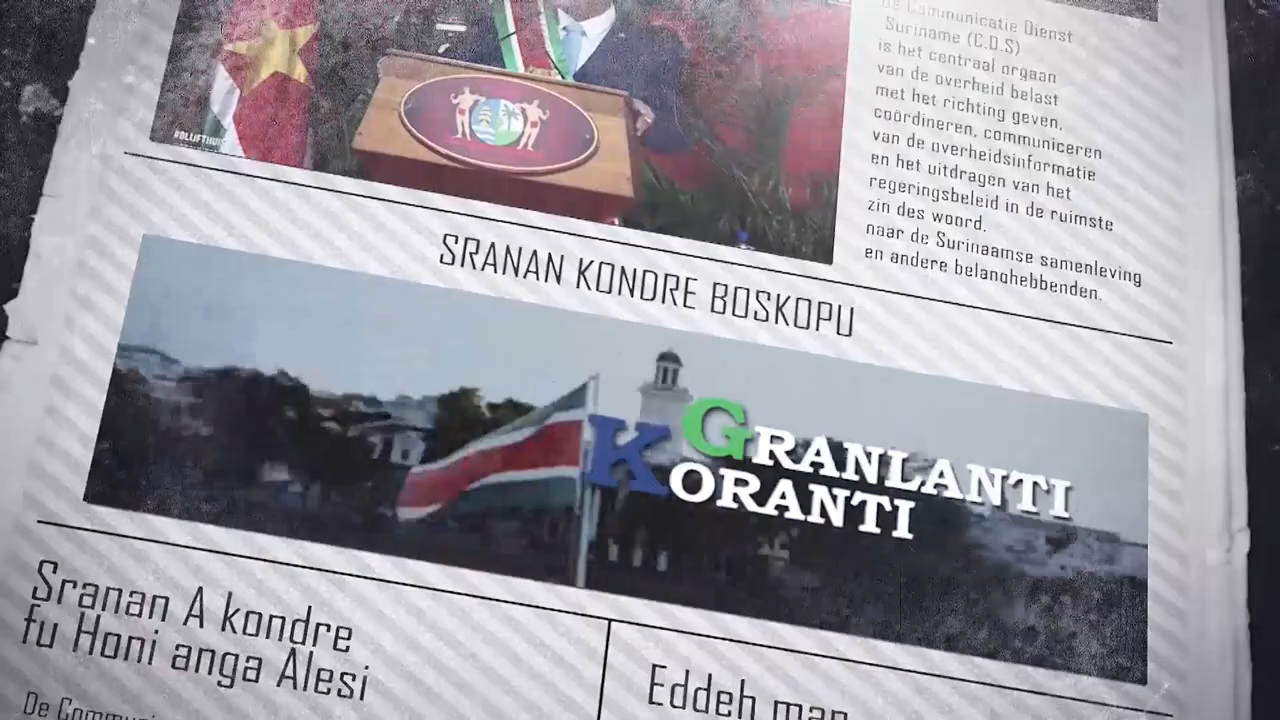 De Communicatie Dienst
Suriname (C.D.S)
is het centraal orgaan
van de overheid belast
met het richting geven,
coördineren, communiceren
van de overheidsinformatie
en het uitdragen van het
regeringsbeleid in de ruimste
zin des woord.
naar de Surinaamse samenleving
en andere belanghebbenden.
SRANAN KONDRE BOSKOPU
GRANLANTI
KORANTI
Sranan A kondre
fu Honi anga Alesi
Eddeh man
De